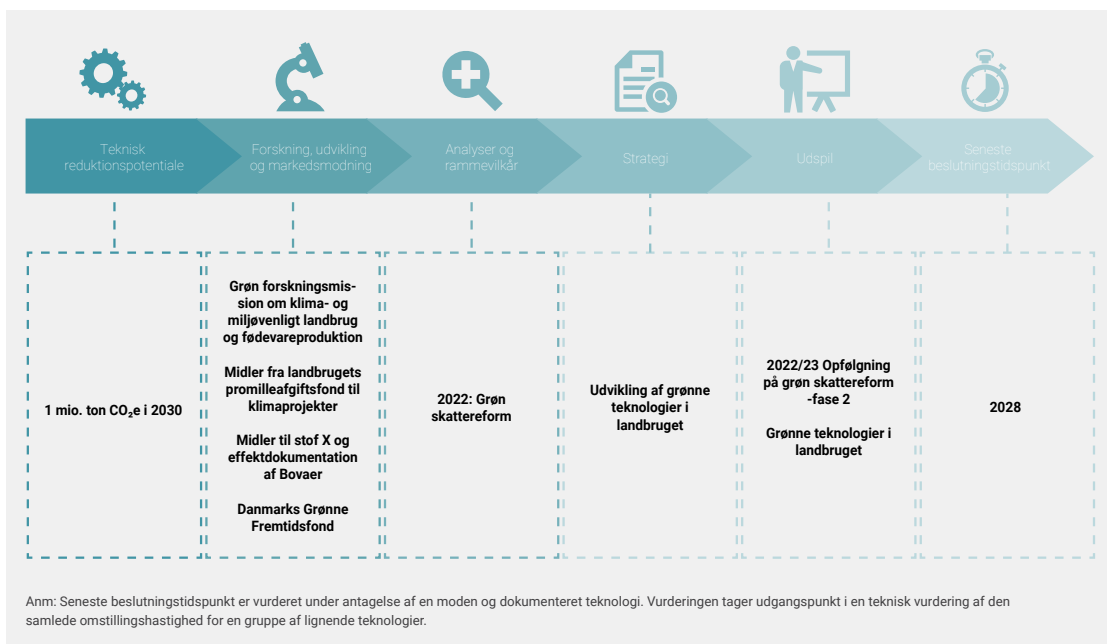 Teknisk
reduktionspotentiale
Forskning, udvikling
og markedsmodning
Analyser og
rammevilkår
Strategi
Udspil
Seneste
beslutningstidspunkt
1 mio. ton CO₂e i 2030
Grøn forskningsmis-
sion om klima- og
miljøvenligt landbrug
og fødevareproduktion
Midler fra landbrugets
promilleafgiftsfond til
klimaprojekter
Midler til stof X og
effektdokumentation
af Bovaer
Danmarks Grønne
Fremtidsfond
2022: Grøn
skattereform
Udvikling af grønne
teknologier i
landbruget
2022/23 Opfølgning
på grøn skattereform
-fase 2
Grønne teknologier i
landbruget
2028
Anm: Seneste beslutningstidspunkt er vurderet under antagelse af en moden og dokumenteret teknologi. Vurderingen tager udgangspunkt i en teknisk vurdering af den
samlede omstillingshastighed for en gruppe af lignende teknologier.